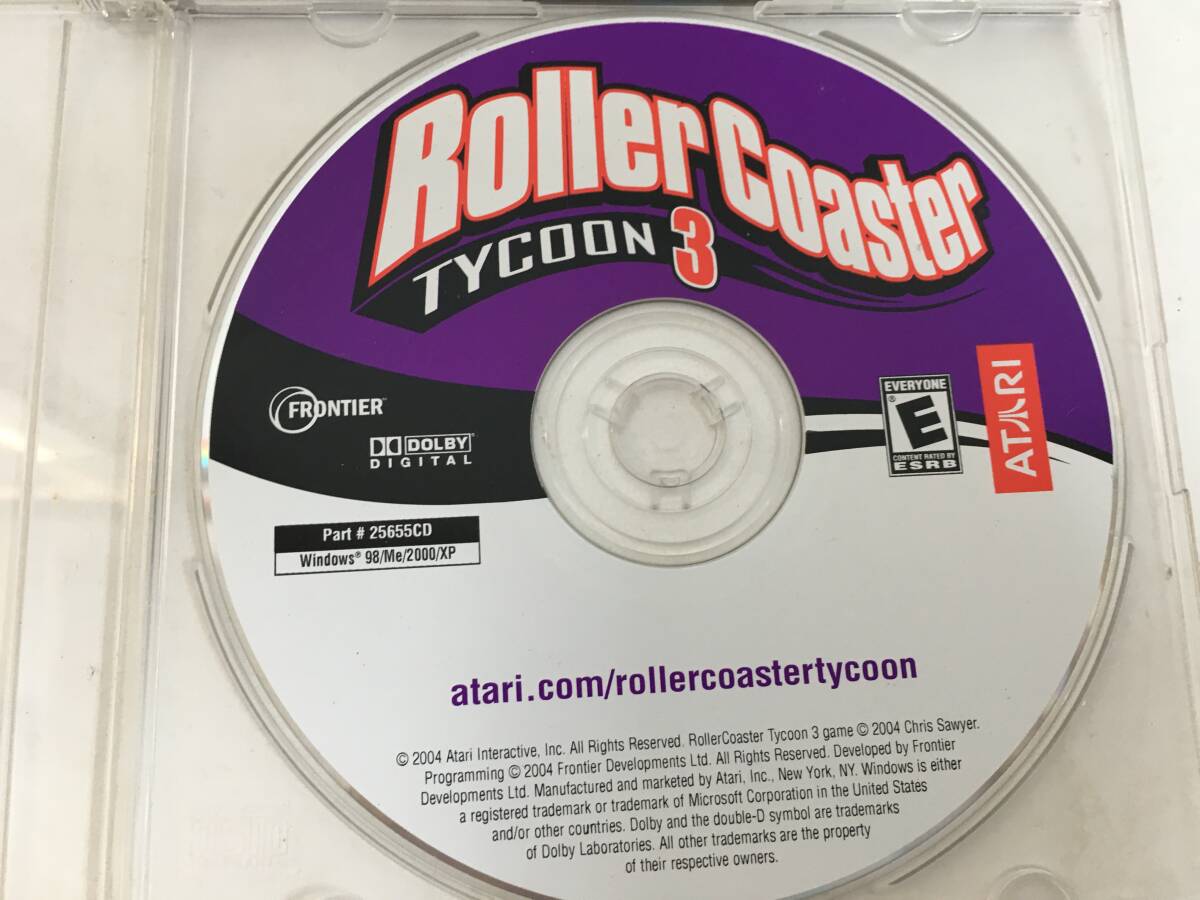 RollerCoaster
TYCOON 3
FRONTIER™
DOLBY
DIGITAL
EVERYONE
E
®
CONTENT RATED BY
ESRB
ATARI
Part # 25655CD
Windows® 98/Me/2000/XP
atari.com/rollercoastertycoon
© 2004 Atari Interactive, Inc. All Rights Reserved. RollerCoaster Tycoon 3 game © 2004 Chris Sawyer.
Programming © 2004 Frontier Developments Ltd. All Rights Reserved. Developed by Frontier
Developments Ltd. Manufactured and marketed by Atari, Inc., New York, NY. Windows is either
a registered trademark or trademark of Microsoft Corporation in the United States
and/or other countries. Dolby and the double-D symbol are trademarks
of Dolby Laboratories. All other trademarks are the property
of their respective owners.